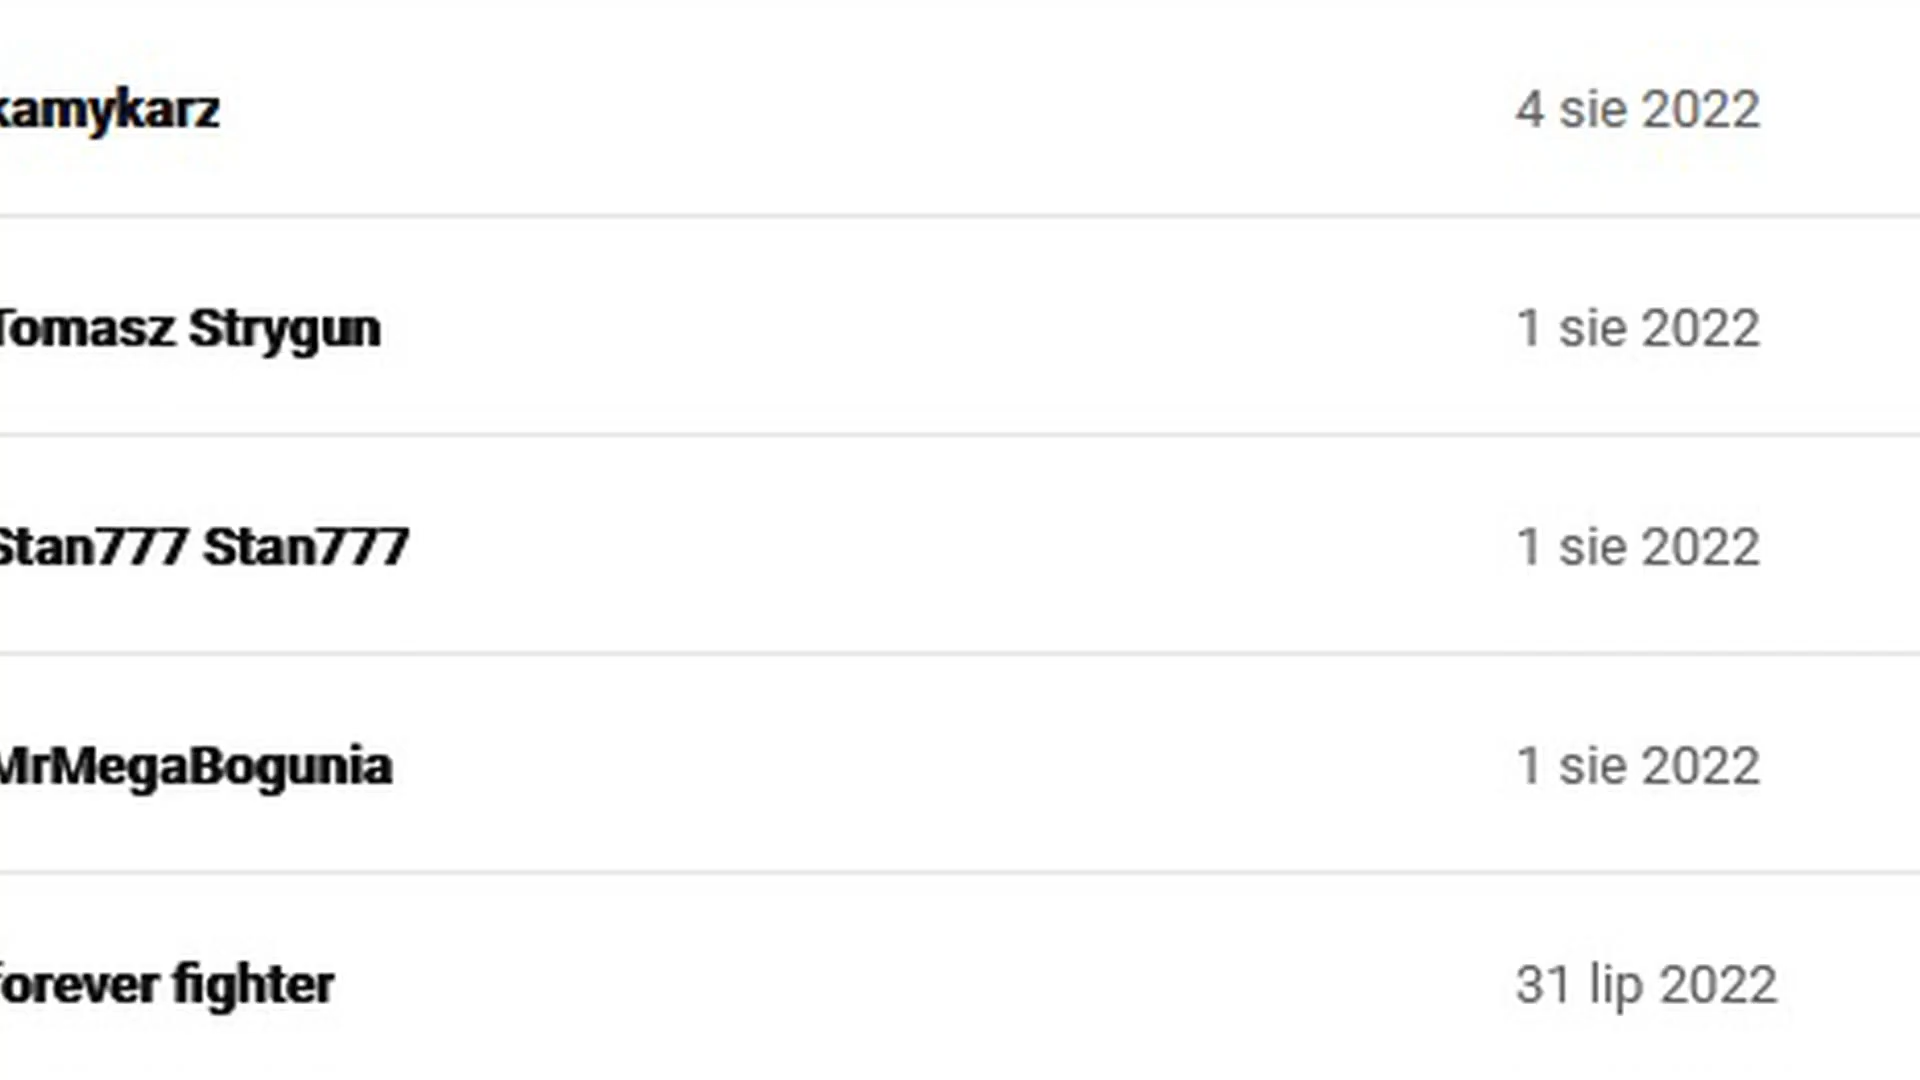 kamykarz 4 sie 2022
Tomasz Strygun 1 sie 2022
Stan777 Stan777 1 sie 2022
MrMegaBogunia 1 sie 2022
forever fighter 31 lip 2022